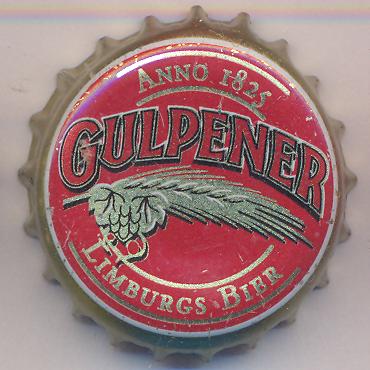 ANNO 1825
GULPENER
LIMBURGS BIER